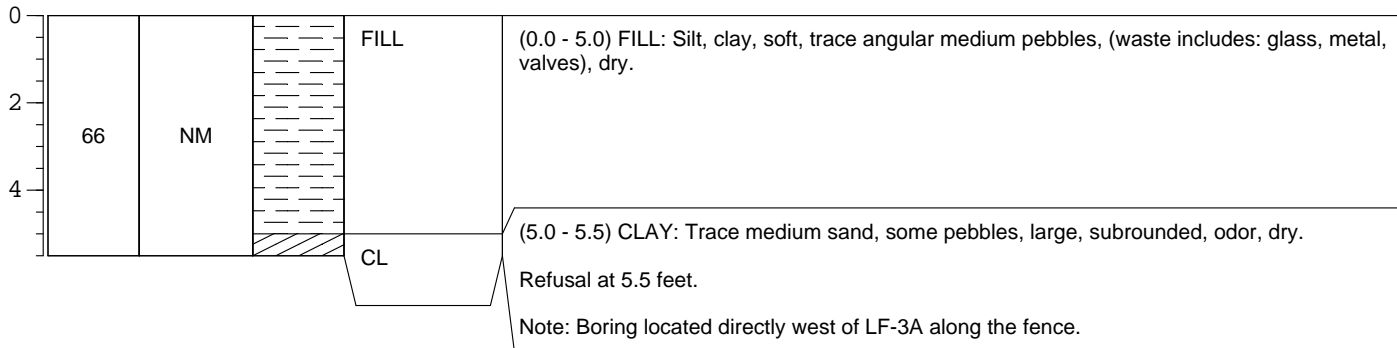 0
FILL
(0.0 - 5.0) FILL: Silt, clay, soft, trace angular medium pebbles, (waste includes: glass, metal,
valves), dry.
2
66
NM
4
(5.0 - 5.5) CLAY: Trace medium sand, some pebbles, large, subrounded, odor, dry.
CL
Refusal at 5.5 feet.
Note: Boring located directly west of LF-3A along the fence.